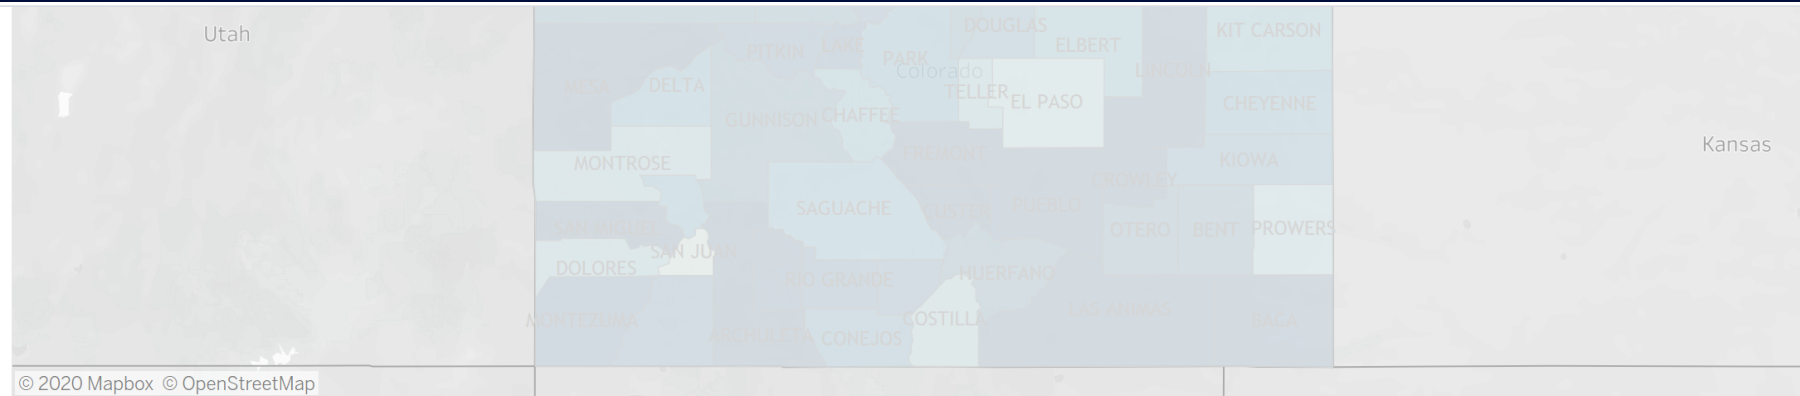 Utah
DOUGLAS
KIT CARSON
PITKIN
LAKE
ELBERT
PARK
Colorado
LINCOLN
MESA
DELTA
TELLER
EL PASO
CHEYENNE
GUNNISON
CHAFFEE
Kansas
FREMONT
MONTROSE
KIOWA
CROWLEY
SAGUACHE
CUSTER
PUEBLO
SAN MIGUEL
OTERO
BENT
PROWERS
SAN JUAN
DOLORES
RIO GRANDE
HUERFANO
MONTEZUMA
COSTILLA
LAS ANIMAS
BACA
ARCHULETA
CONEJOS
© 2020 Mapbox © OpenStreetMap